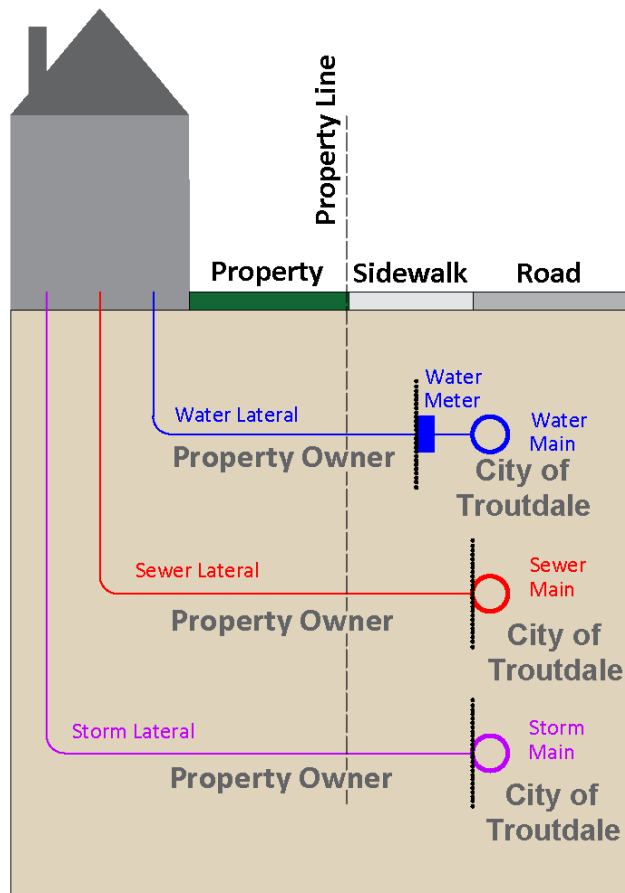 Property Line
Property
Sidewalk
Road
Water
Meter
Water Lateral
Water
Main
Property Owner
City of
Troutdale
Sewer Lateral
Sewer
Main
Property Owner
City of
Troutdale
Storm Lateral
Storm
Main
Property Owner
City of
Troutdale